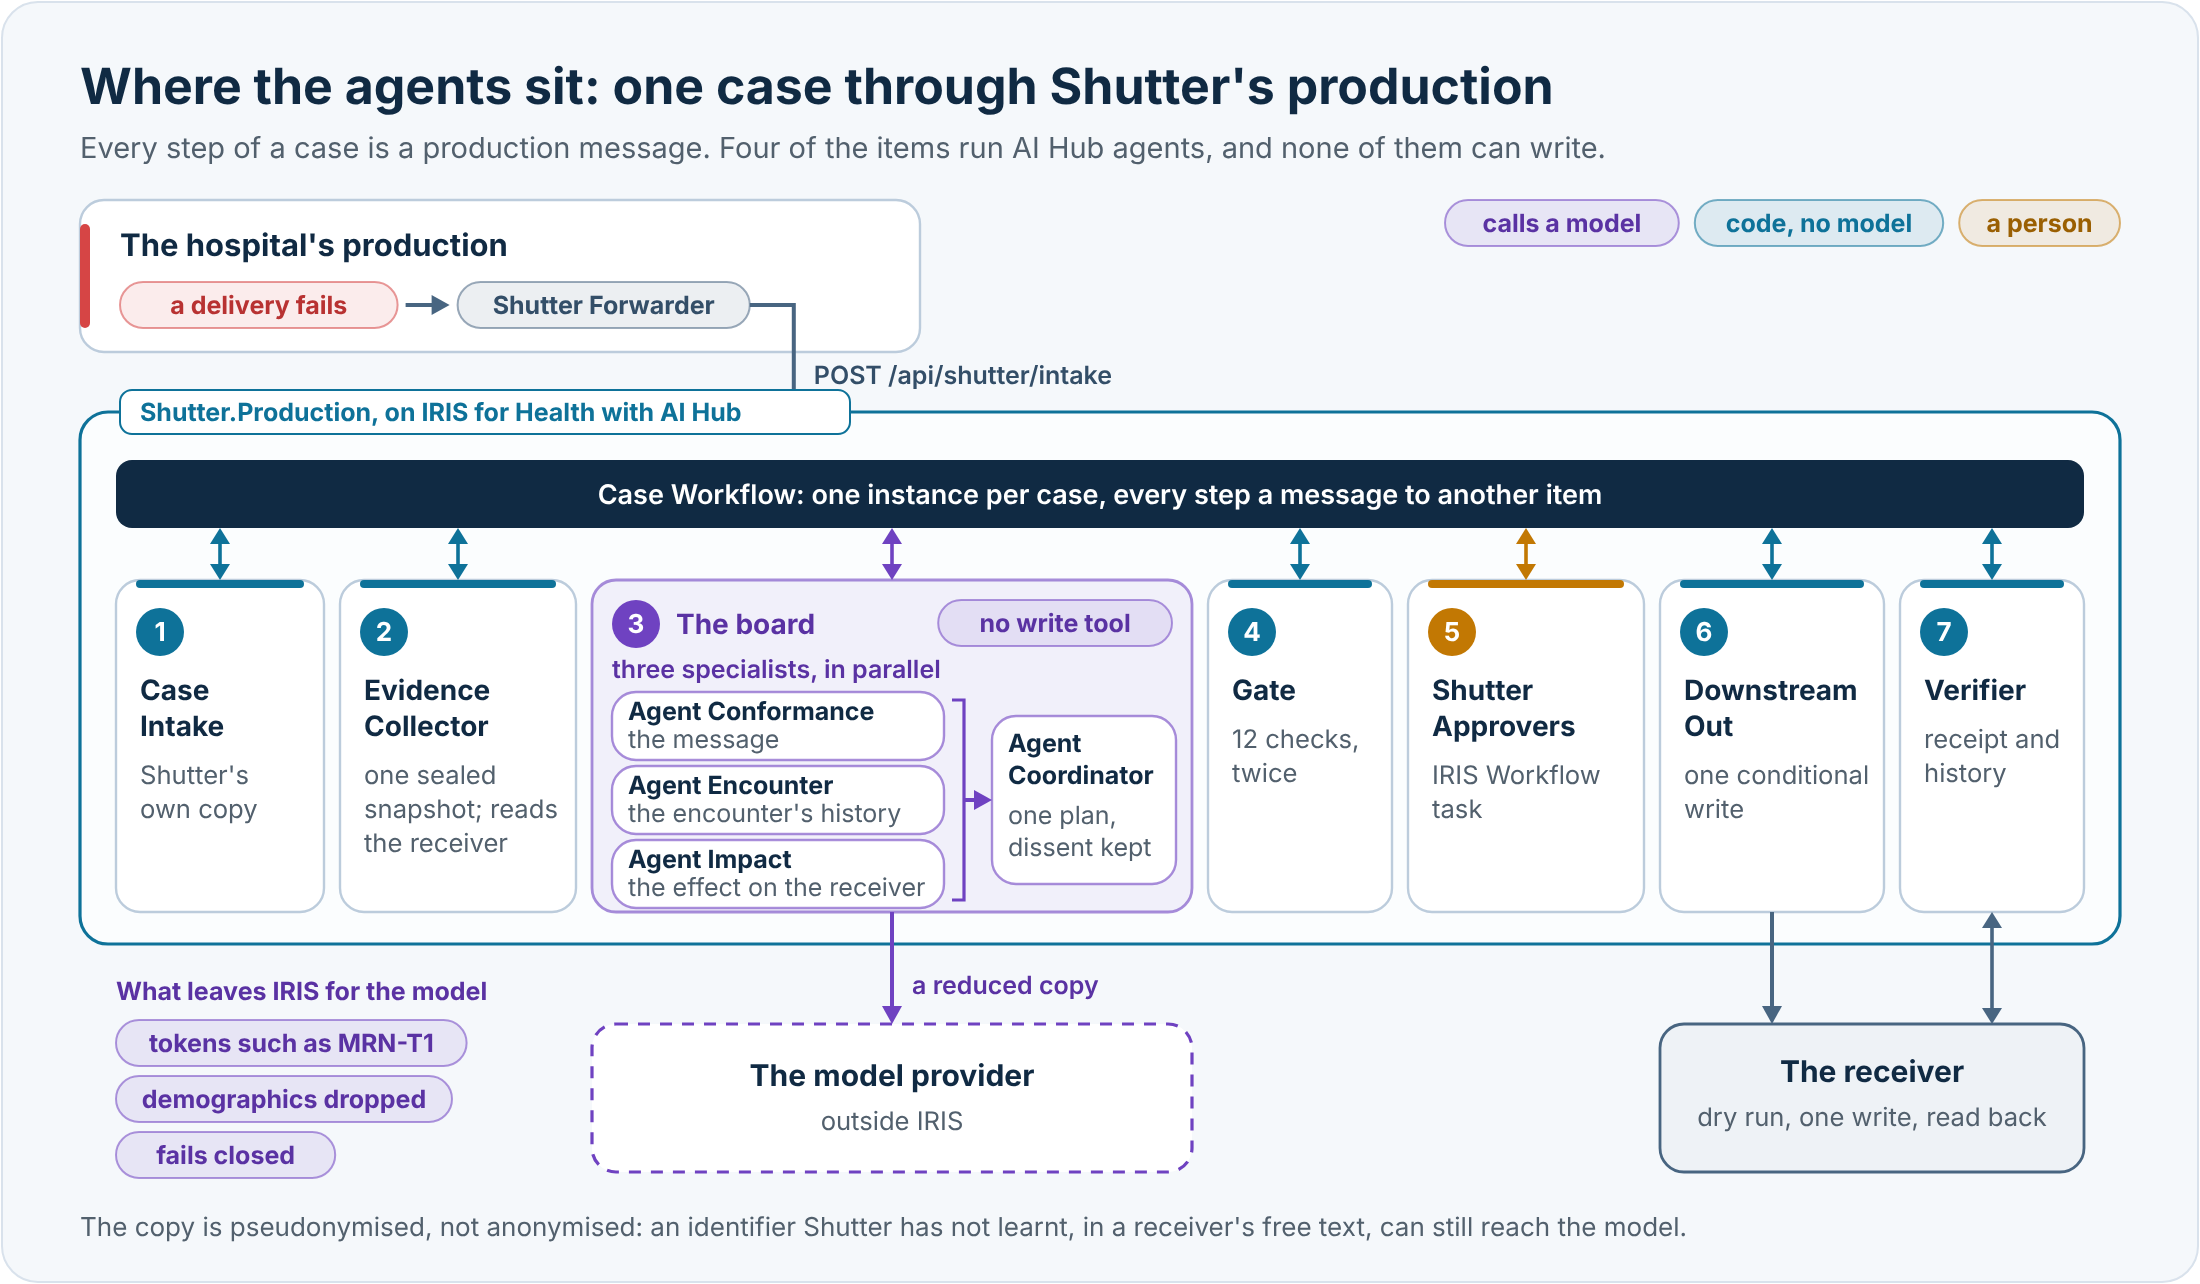 Where the agents sit: one case through Shutter's production
Every step of a case is a production message. Four of the items run AI Hub agents, and none of them can write.
The hospital's production
a delivery fails
Shutter Forwarder
calls a model
code, no model
a person
POST /api/shutter/intake
Shutter.Production, on IRIS for Health with AI Hub
Case Workflow: one instance per case, every step a message to another item
1
Case
Intake
Shutter's
own copy
2
Evidence
Collector
one sealed
snapshot; reads
the receiver
3
The board
no write tool
three specialists, in parallel
Agent Conformance
the message
Agent Encounter
the encounter's history
Agent Impact
the effect on the receiver
Agent
Coordinator
one plan,
dissent kept
4
Gate
12 checks,
twice
5
Shutter
Approvers
IRIS Workflow
task
6
Downstream
Out
one conditional
write
7
Verifier
receipt and
history
What leaves IRIS for the model
tokens such as MRN-T1
demographics dropped
fails closed
a reduced copy
The model provider
outside IRIS
The receiver
dry run, one write, read back
The copy is pseudonymised, not anonymised: an identifier Shutter has not learnt, in a receiver's free text, can still reach the model.